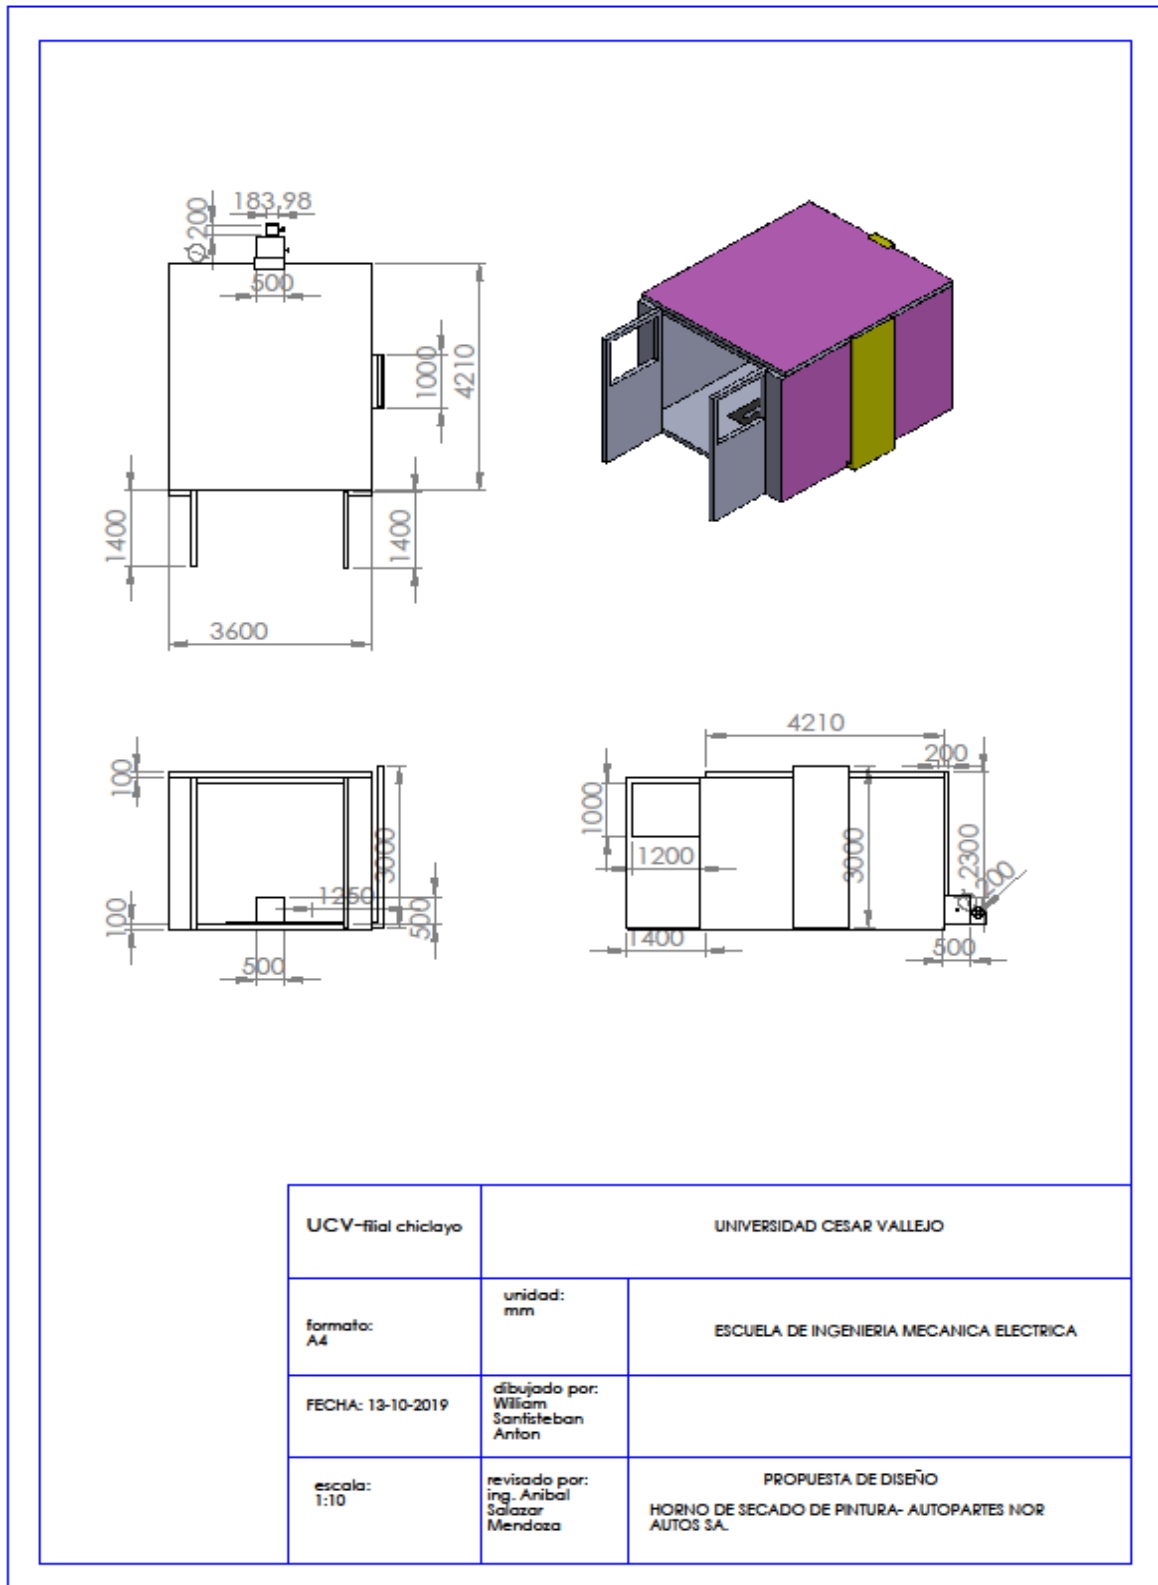 183.98
200
500
1000
4210
1400
1400
3600
4210
200
100
1000
3000
1200
3000
2300
1250
200
100
500
1400
500
500
UCV-filial chiclayo
UNIVERSIDAD CESAR VALLEJO
formato:
A4
unidad:
mm
ESCUELA DE INGENIERIA MECANICA ELECTRICA
FECHA: 13-10-2019
dibujado por:
Wiliam
Santisteban
Anton
escala:
1:10
revisado por:
ing. Anibal
Salazar
Mendoza
PROPUESTA DE DISEÑO
HORNO DE SECADO DE PINTURA- AUTOPARTES NOR
AUTOS SA.